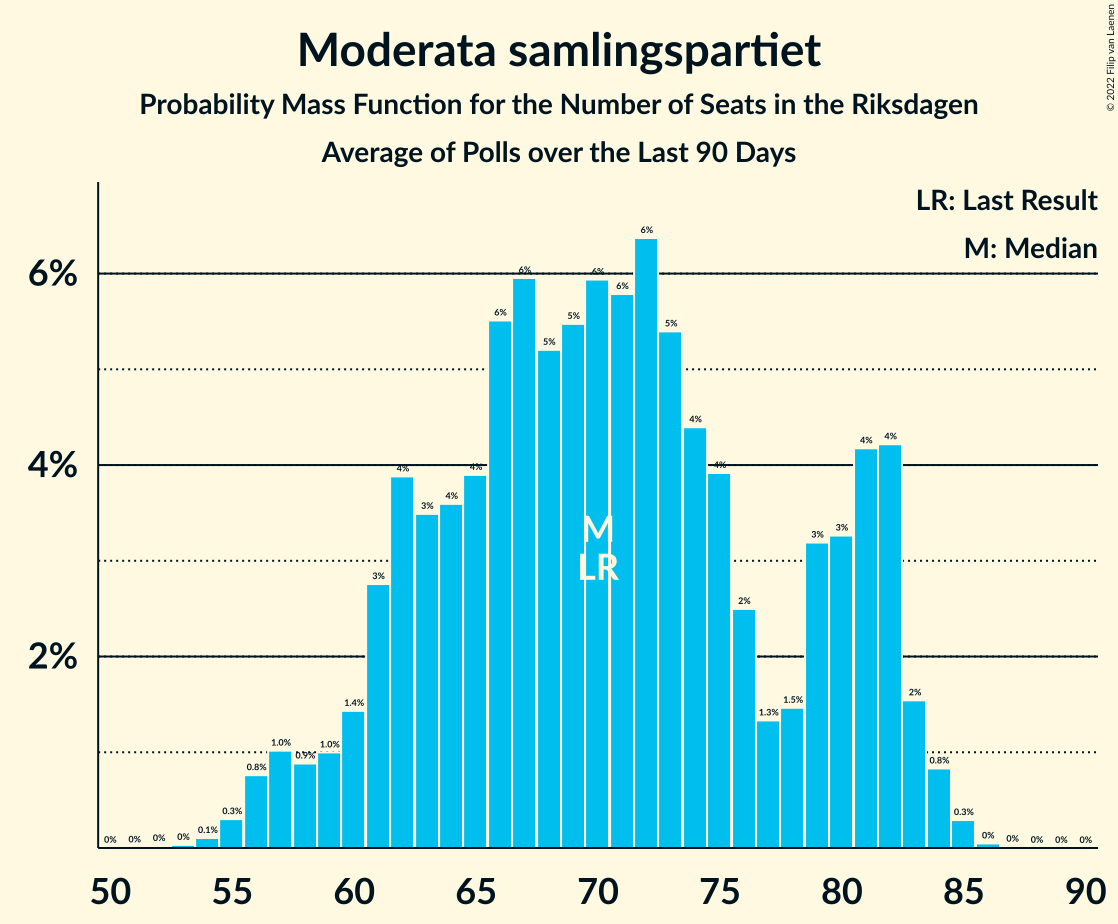 © 2022 Filip van Laenen
Moderata samlingspartiet
Probability Mass Function for the Number of Seats in the Riksdagen
Average of Polls over the Last 90 Days
LR: Last Result
M: Median
6%
4%
2%
0% 0% 0% 0% 0.1% 0.3% 0.8% 1.0% 0.9% 1.0% 1.4% 3% 4% 3% 4% 4% 6% 6% 5% 5% 6% 6% 6% 5% 4% 4% 2% 1.3% 1.5% 3% 3% 4% 4% 2% 0.8% 0.3% 0% 0% 0% 0% 0%
M
LR
50 55 60 65 70 75 80 85 90